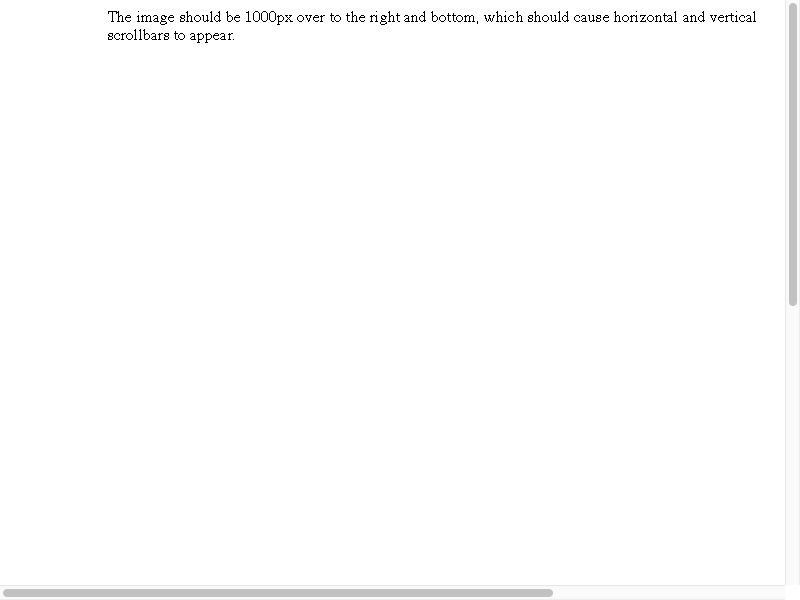 The image should be 1000px over to the right and bottom, which should cause horizontal and vertical
scrollbars to appear.